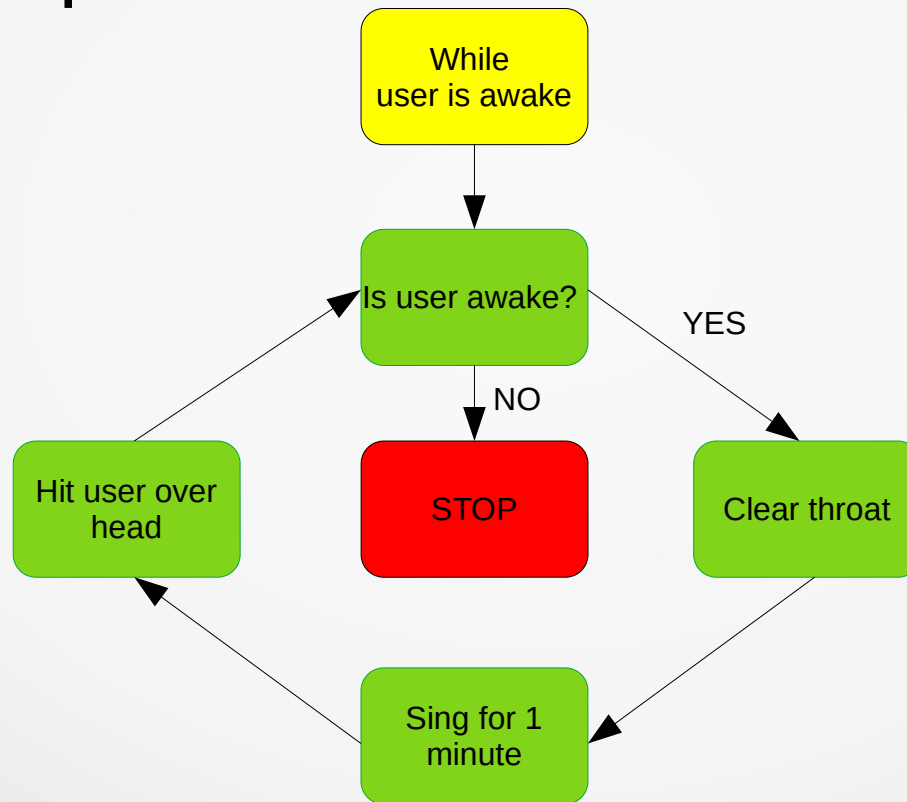 While
user is awake
Is user awake?
YES
NO
Hit user over
head
STOP
Clear throat
Sing for 1
minute